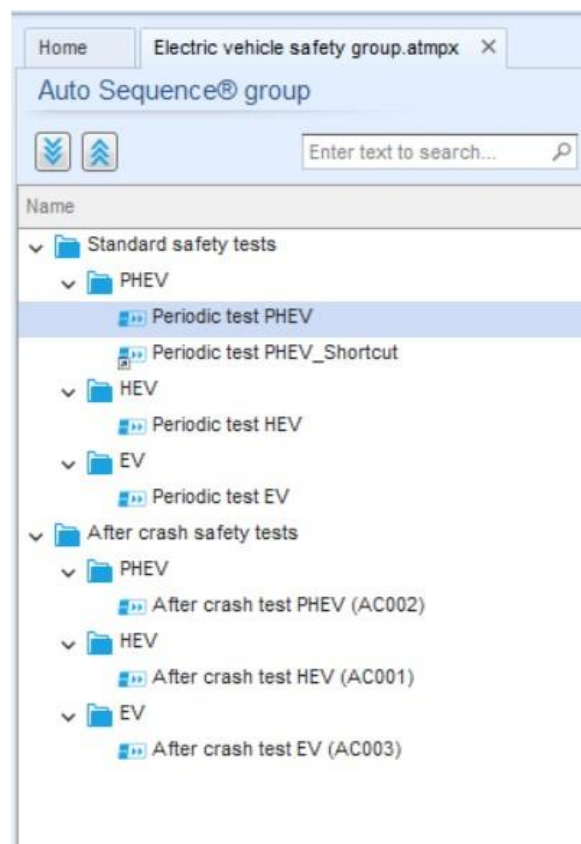 Home Electric vehicle safety group.atmpx
Auto Sequence® group
Enter text to search...
Name
Standard safety tests
PHEV
Periodic test PHEV
Periodic test PHEV_Shortcut
HEV
Periodic test HEV
EV
Periodic test EV
After crash safety tests
PHEV
After crash test PHEV (AC002)
HEV
After crash test HEV (AC001)
EV
After crash test EV (AC003)